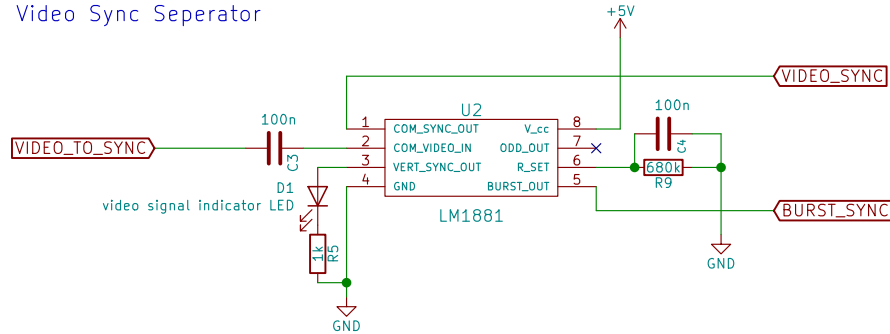 Video Sync Seperator
+5V
VIDEO_SYNC
100n
U2
100n
1
COM_SYNC_OUT
V_cc
8
C4
VIDEO_TO_SYNC
C3
2
COM_VIDEO_IN
ODD_OUT
7
3
VERT_SYNC_OUT
R_SET
6
680k
R9
D1
4
GND
BURST_OUT
5
video signal indicator LED
LM1881
BURST_SYNC
1k
R5
GND
GND